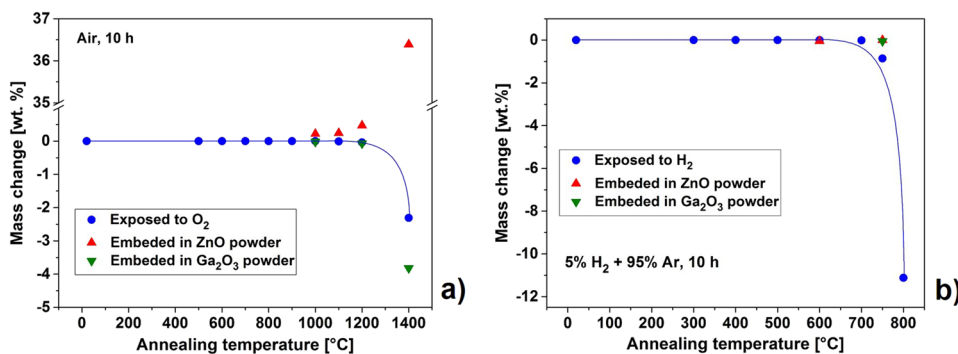 37
36
35
0
-1
-2
-3
-4
-5
Mass change [wt. %]
Air, 10 h
Exposed to O₂
Embeded in ZnO powder
Embeded in Ga₂O₃ powder
0 200 400 600 800 1000 1200 1400
Annealing temperature [°C]
a)
0
-2
-4
-6
-8
-10
-12
Mass change [wt.%]
Exposed to H₂
Embeded in ZnO powder
Embeded in Ga₂O₃ powder
5% H₂ + 95% Ar, 10 h
0 100 200 300 400 500 600 700 800
Annealing temperature [°C]
b)